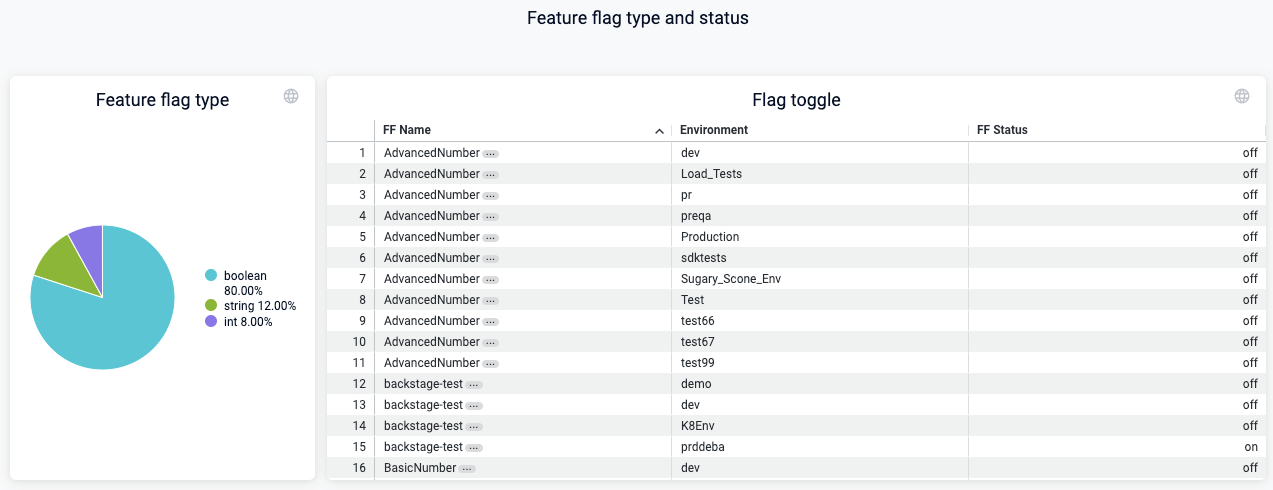 Feature flag type and status
Feature flag type
boolean
80.00%
string 12.00%
int 8.00%
Flag toggle
FF Name Environment FF Status
1 AdvancedNumber ... dev off
2 AdvancedNumber ... Load_Tests off
3 AdvancedNumber ... pr off
4 AdvancedNumber ... preqa off
5 AdvancedNumber ... Production off
6 AdvancedNumber ... sdktests off
7 AdvancedNumber ... Sugary_Scone_Env off
8 AdvancedNumber ... Test off
9 AdvancedNumber ... test66 off
10 AdvancedNumber ... test67 off
11 AdvancedNumber ... test99 off
12 backstage-test ... demo off
13 backstage-test ... dev off
14 backstage-test ... K8Env off
15 backstage-test ... prddeba on
16 BasicNumber ... dev off